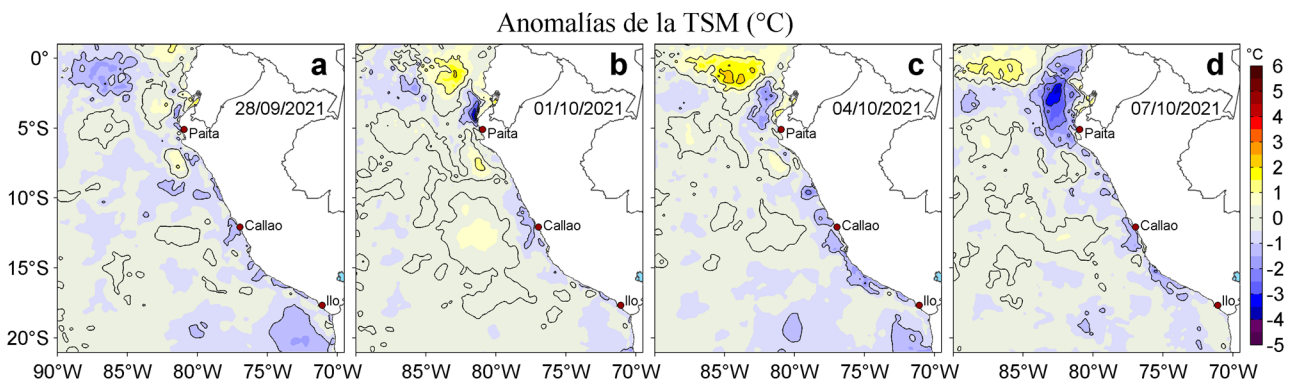 Anomalías de la TSM (°C)
a
28/09/2021
Paita
Callao
Ilo
b
01/10/2021
Paita
Callao
Ilo
c
04/10/2021
Paita
Callao
Ilo
d
07/10/2021
Paita
Callao
Ilo
0°
5°S
10°S
15°S
20°S
90°W 85°W 80°W 75°W 70°W
85°W 80°W 75°W 70°W
85°W 80°W 75°W 70°W
85°W 80°W 75°W 70°W
°C
6
5
4
3
2
1
0
-1
-2
-3
-4
-5